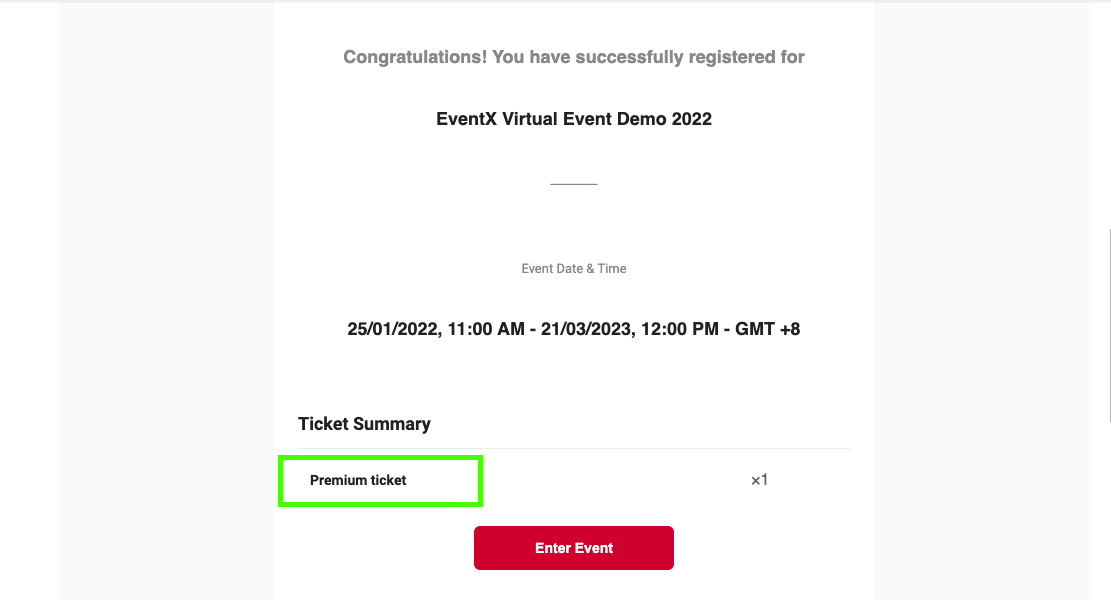 Congratulations! You have successfully registered for
EventX Virtual Event Demo 2022
Event Date & Time
25/01/2022, 11:00 AM - 21/03/2023, 12:00 PM - GMT +8
Ticket Summary
Premium ticket ×1
Enter Event